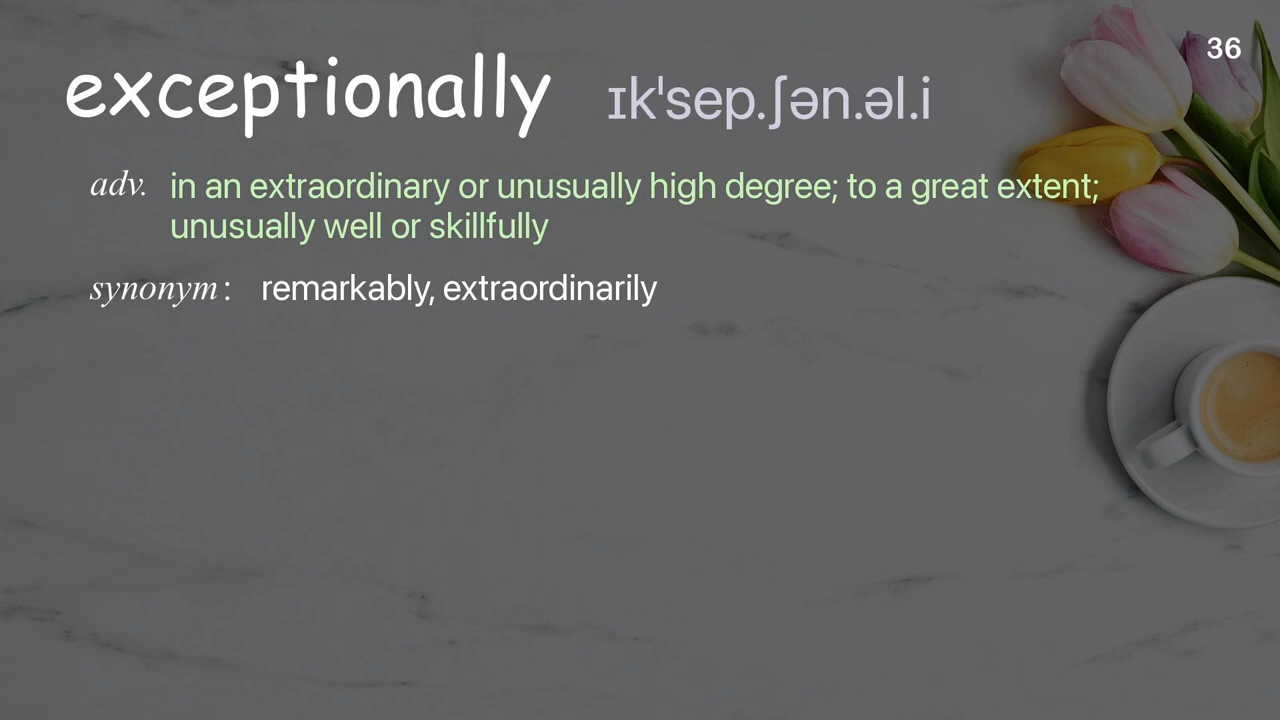 36
exceptionally ɪkˈsep.ʃən.əl.i
adv. in an extraordinary or unusually high degree; to a great extent;
unusually well or skillfully
synonym: remarkably, extraordinarily